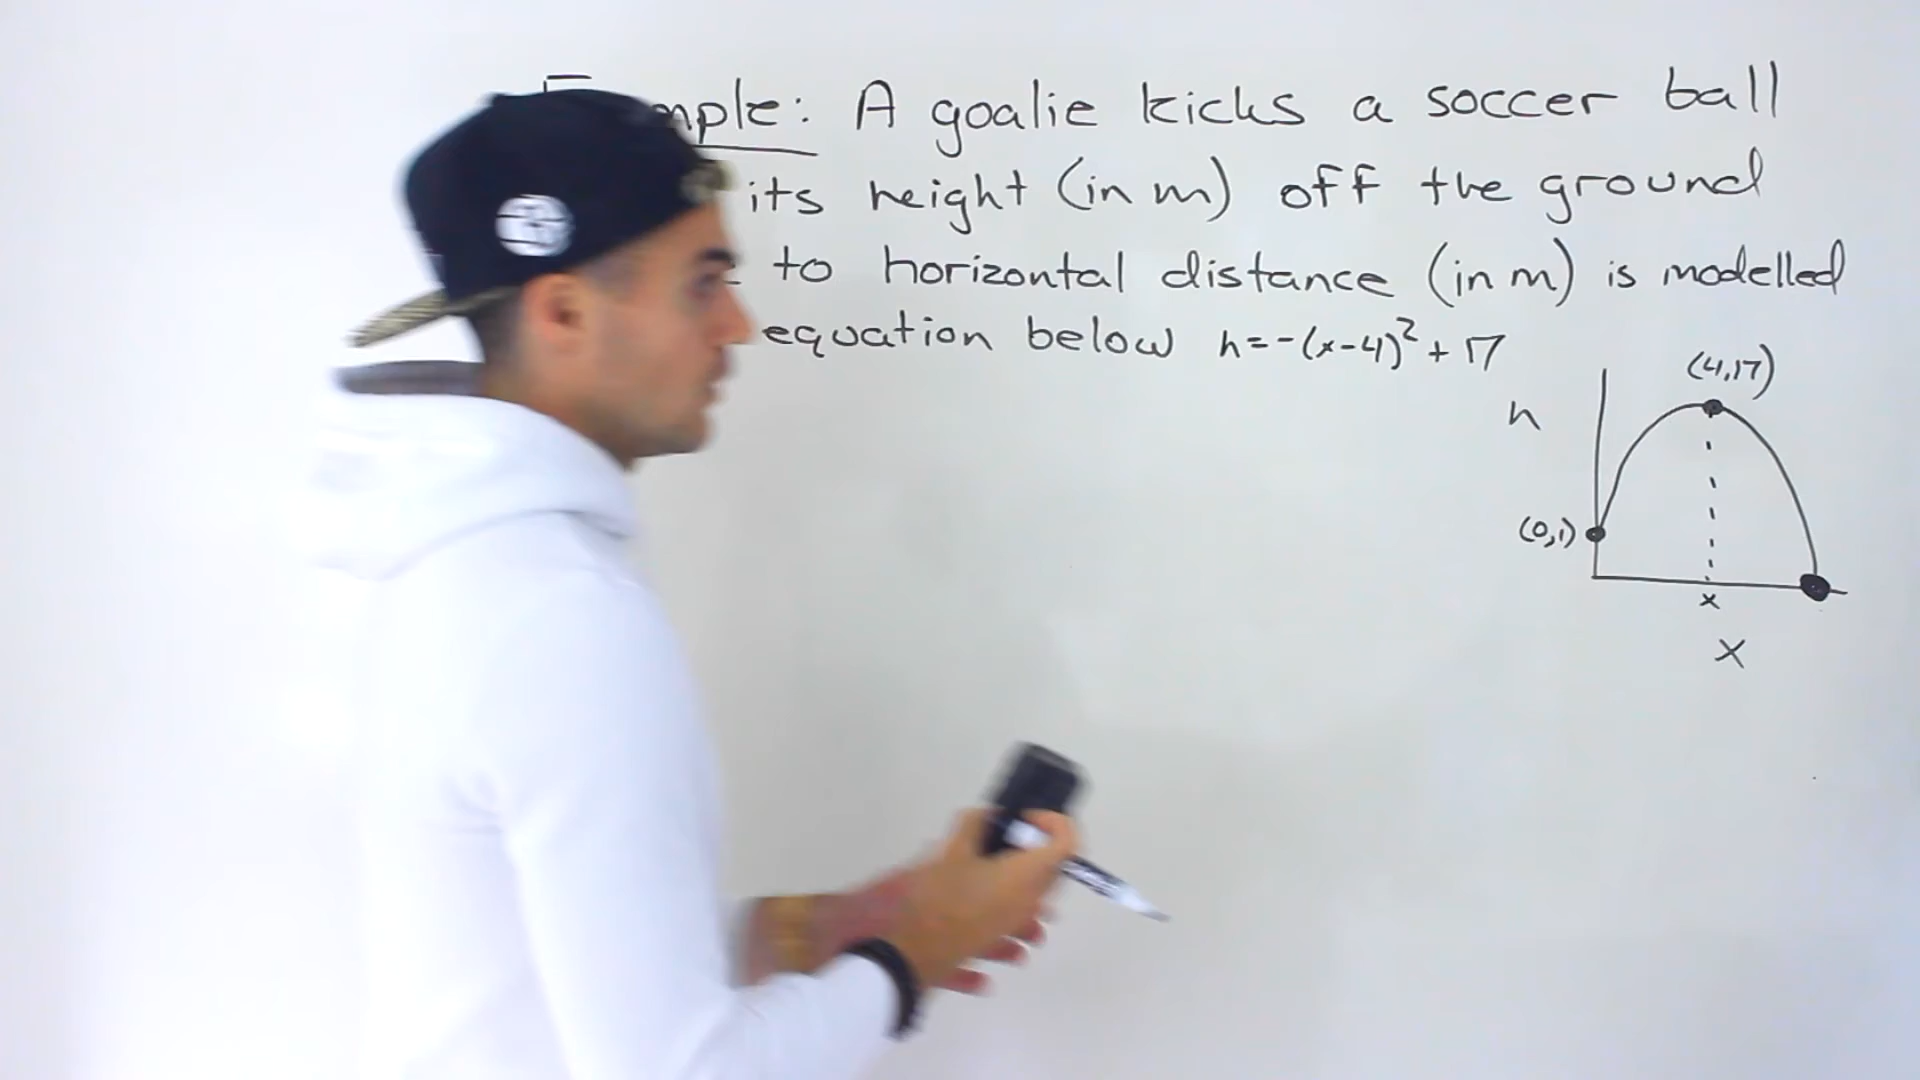 : A goalie kicks a soccer ball
its height (in m) off the ground
to horizontal distance (in m) is modelled
equation below h=-(x-4)²+17
(4,17)
h
(0,1)
x
x